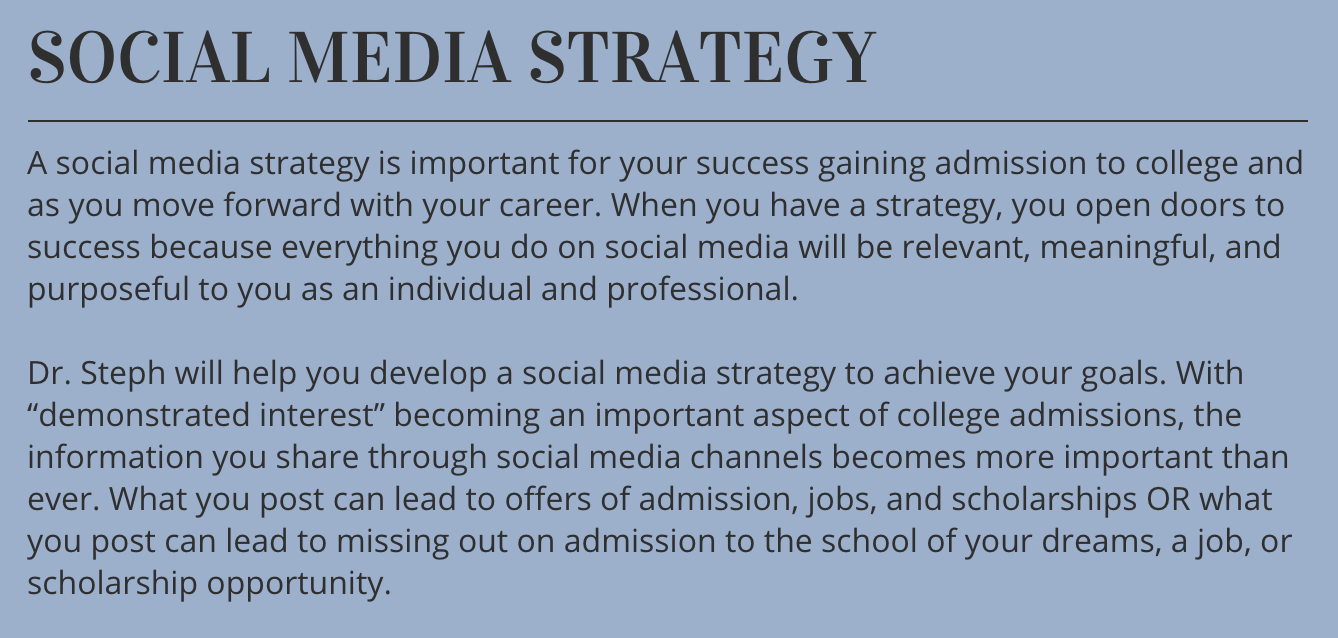 SOCIAL MEDIA STRATEGY
A social media strategy is important for your success gaining admission to college and
as you move forward with your career. When you have a strategy, you open doors to
success because everything you do on social media will be relevant, meaningful, and
purposeful to you as an individual and professional.
Dr. Steph will help you develop a social media strategy to achieve your goals. With
“demonstrated interest” becoming an important aspect of college admissions, the
information you share through social media channels becomes more important than
ever. What you post can lead to offers of admission, jobs, and scholarships OR what
you post can lead to missing out on admission to the school of your dreams, a job, or
scholarship opportunity.